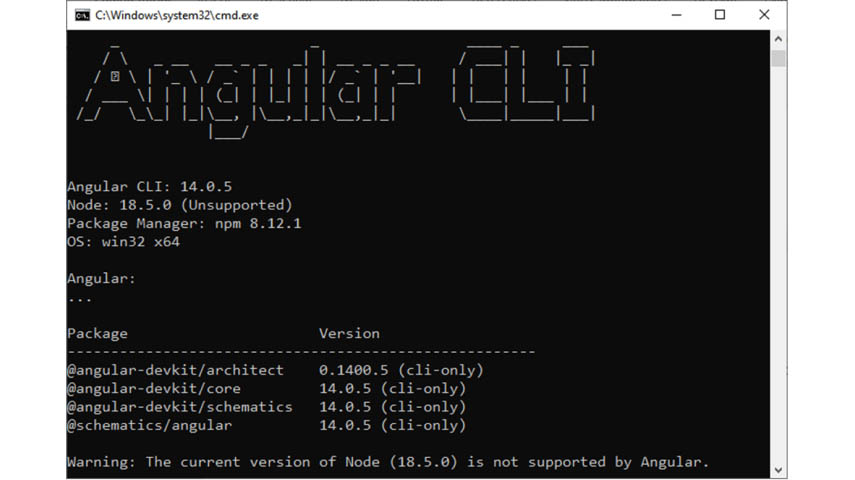 C:\Windows\system32\cmd.exe
Angular CLI
Angular CLI: 14.0.5
Node: 18.5.0 (Unsupported)
Package Manager: npm 8.12.1
OS: win32 x64
Angular:
...
Package Version
------------------------------------------------------
@angular-devkit/architect 0.1400.5 (cli-only)
@angular-devkit/core 14.0.5 (cli-only)
@angular-devkit/schematics 14.0.5 (cli-only)
@schematics/angular 14.0.5 (cli-only)
Warning: The current version of Node (18.5.0) is not supported by Angular.